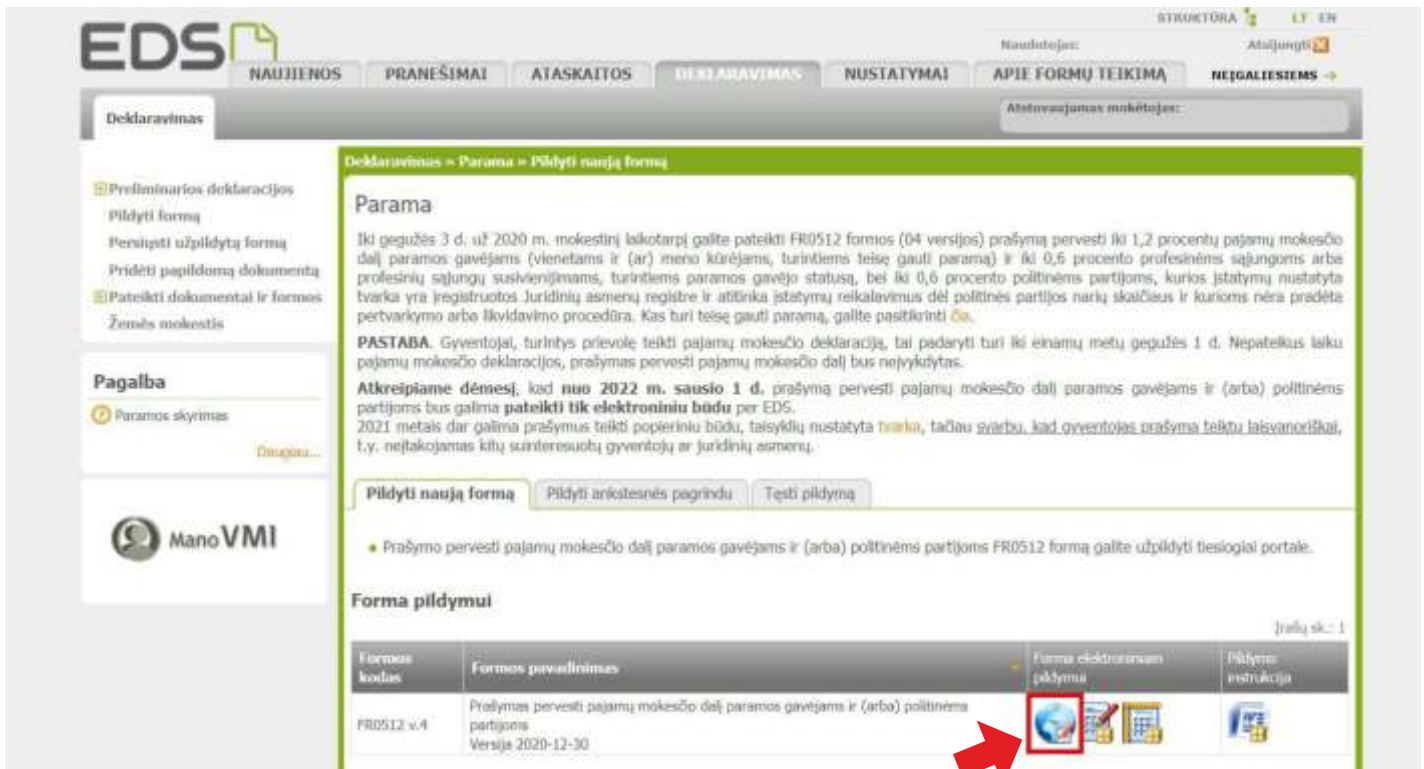 STRUKTŪRA LT EN
EDS
Naudotojas: Atsijungti
NAUJIENOS PRANEŠIMAI ATASKAITOS DEKLARAVIMAS NUSTATYMAI APIE FORMŲ TEIKIMĄ NEĮGALIESIEMS
Deklaravimas
Atstovaujamas mokėtojas:
Deklaravimas » Parama » Pildyti naują formą
Preliminarios deklaracijos
Pildyti formą
Persiųsti užpildytą formą
Pridėti papildomą dokumentą
Pateikti dokumentai ir formos
Žemės mokestis
Pagalba
Paramos skyrimas
Daugiau...
Mano VMI
Parama
Iki gegužės 3 d. už 2020 m. mokestinį laikotarpį galite pateikti FR0512 formos (04 versijos) prašymą pervesti iki 1,2 procentų pajamų mokesčio
dalį paramos gavėjams (vienetams ir (ar) meno kūrėjams, turintiems teisę gauti paramą) ir iki 0,6 procento profesinėms sąjungoms arba
profesinių sąjungų susivienijimams, turintiems paramos gavėjo statusą, bei iki 0,6 procento politinėms partijoms, kurios įstatymų nustatyta
tvarka yra įregistruotos Juridinių asmenų registre ir atitinka įstatymų reikalavimus dėl politinės partijos narių skaičiaus ir kurioms nėra pradėta
pertvarkymo arba likvidavimo procedūra. Kas turi teisę gauti paramą, galite pasitikrinti čia.
PASTABA. Gyventojai, turintys prievolę teikti pajamų mokesčio deklaraciją, tai padaryti turi iki einamų metų gegužės 1 d. Nepateikus laiku
pajamų mokesčio deklaracijos, prašymas pervesti pajamų mokesčio dalį bus neįvykdytas.
Atkreipiame dėmesį, kad nuo 2022 m. sausio 1 d. prašymą pervesti pajamų mokesčio dalį paramos gavėjams ir (arba) politinėms
partijoms bus galima pateikti tik elektroniniu būdu per EDS.
2021 metais dar galima prašymus teikti popieriniu būdu, taisyklių nustatyta tvarka, tačiau svarbu, kad gyventojas prašymą teiktų laisvanoriškai,
t.y. neįtakojamas kitų suinteresuotų gyventojų ar juridinių asmenų.
Pildyti naują formą Pildyti ankstesnės pagrindu Tęsti pildymą
Prašymo pervesti pajamų mokesčio dalį paramos gavėjams ir (arba) politinėms partijoms FR0512 formą galite užpildyti tiesiogiai portale.
Forma pildymui
Įrašų sk.: 1
Formos kodas Formos pavadinimas Forma elektroniniam pildymui Pildymo instrukcija
FR0512 v.4
Prašymas pervesti pajamų mokesčio dalį paramos gavėjams ir (arba) politinėms
partijoms
Versija 2020-12-30